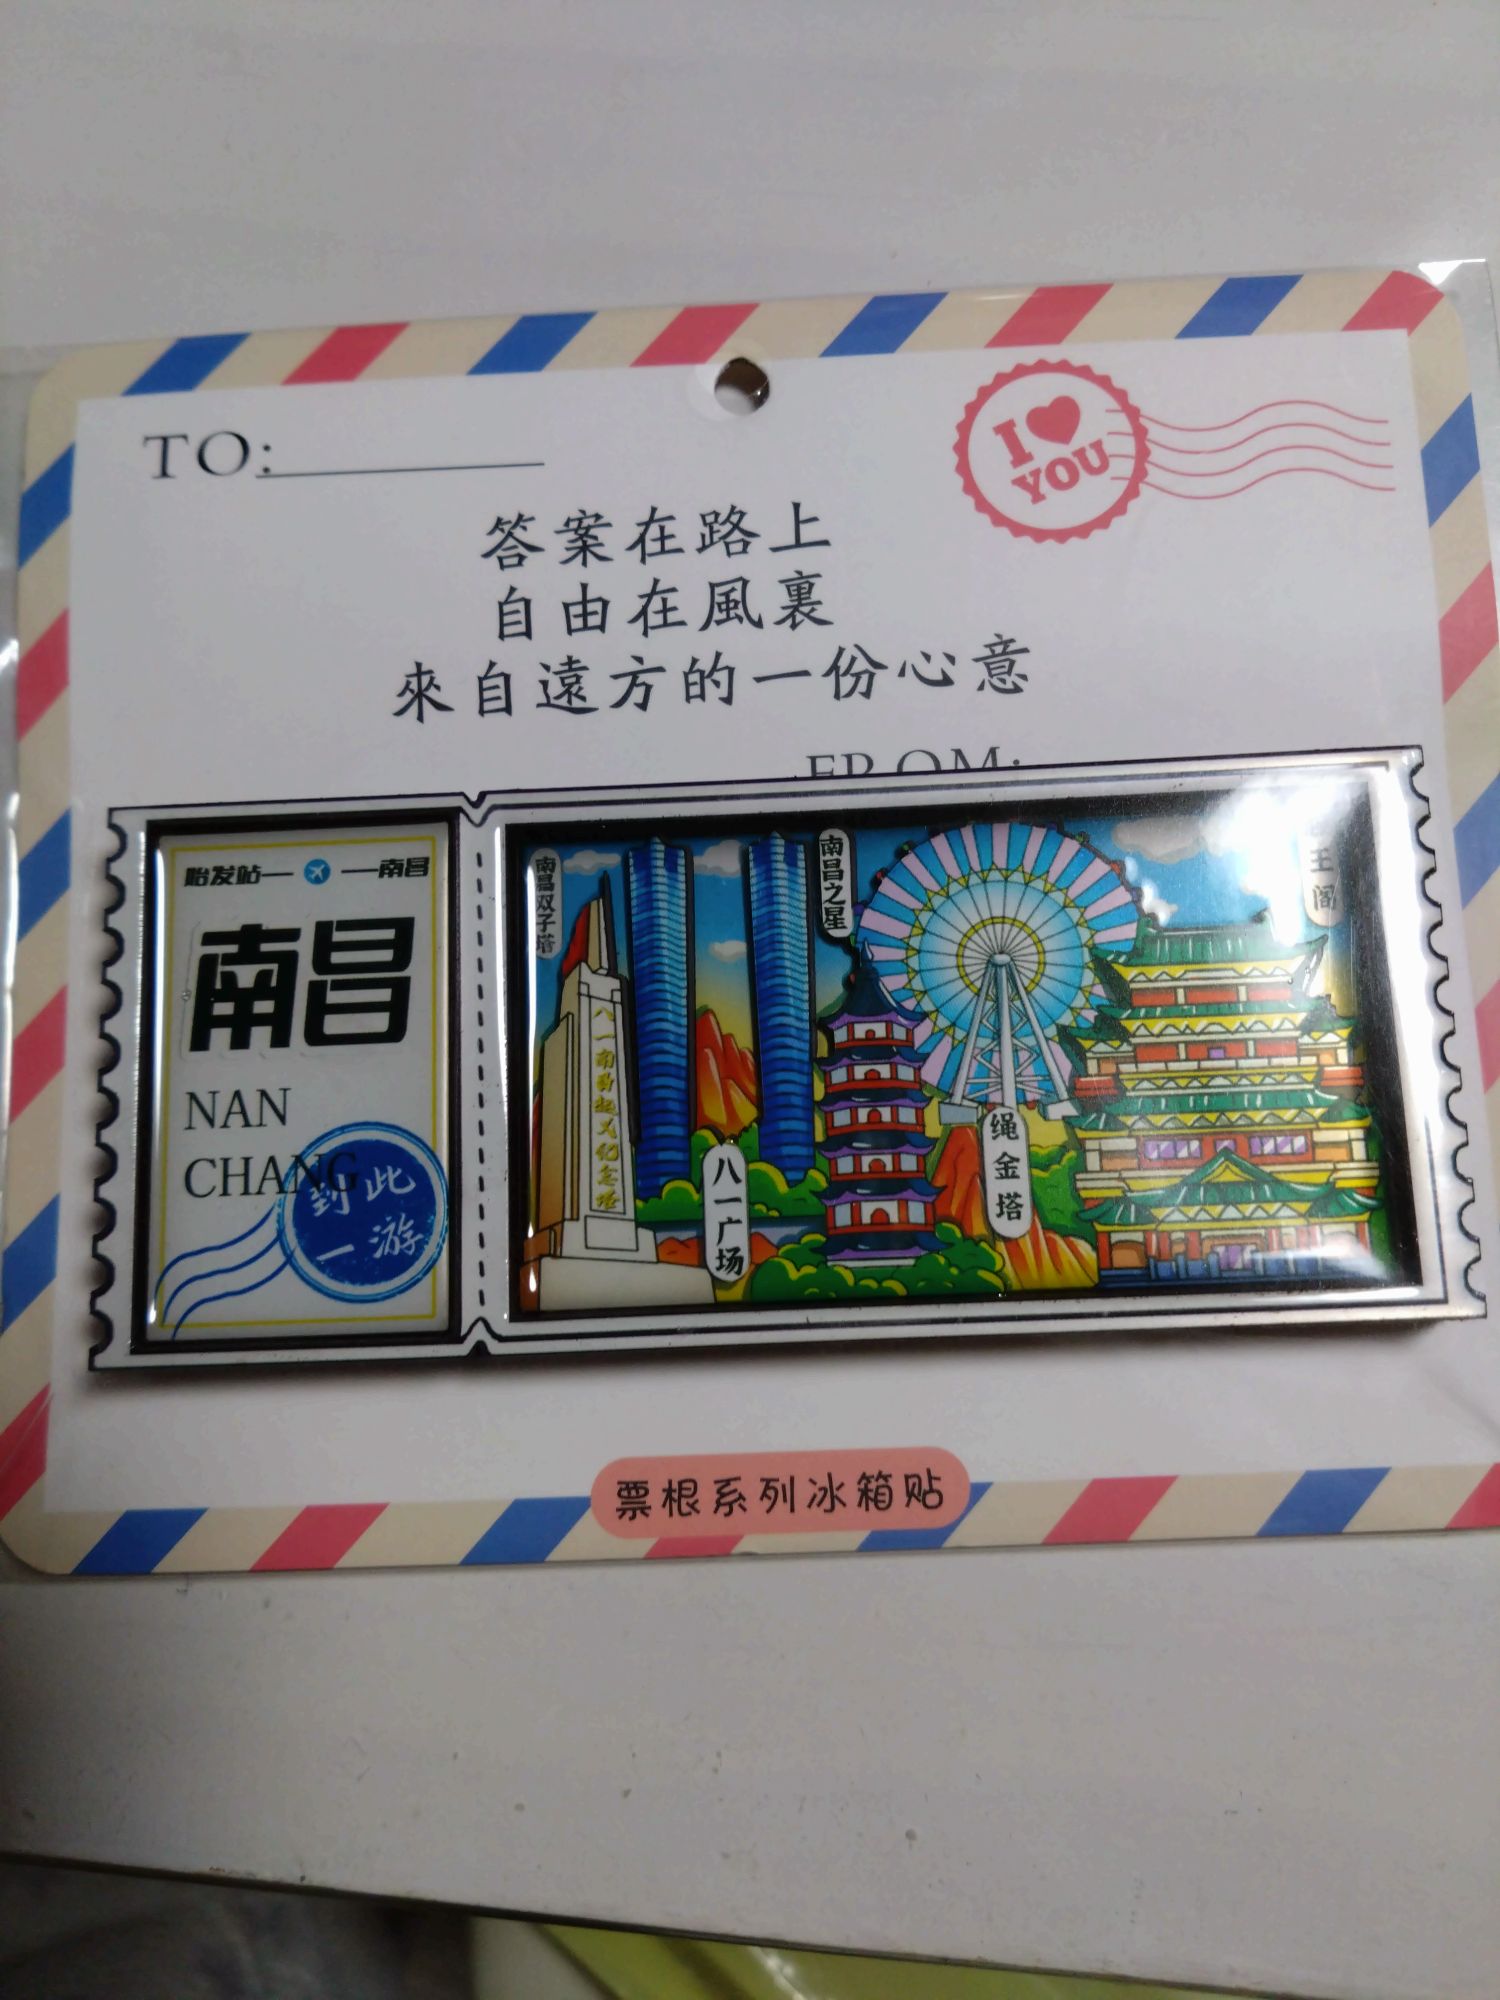 TO:
I ❤ YOU
答案在路上
自由在風裏
來自遠方的一份心意
FROM:
始发站——南昌
南昌
NAN
CHANG
到此
一游
南昌双子塔
南昌之星
王阁
八一南昌起义纪念塔
八一广场
绳金塔
票根系列冰箱贴